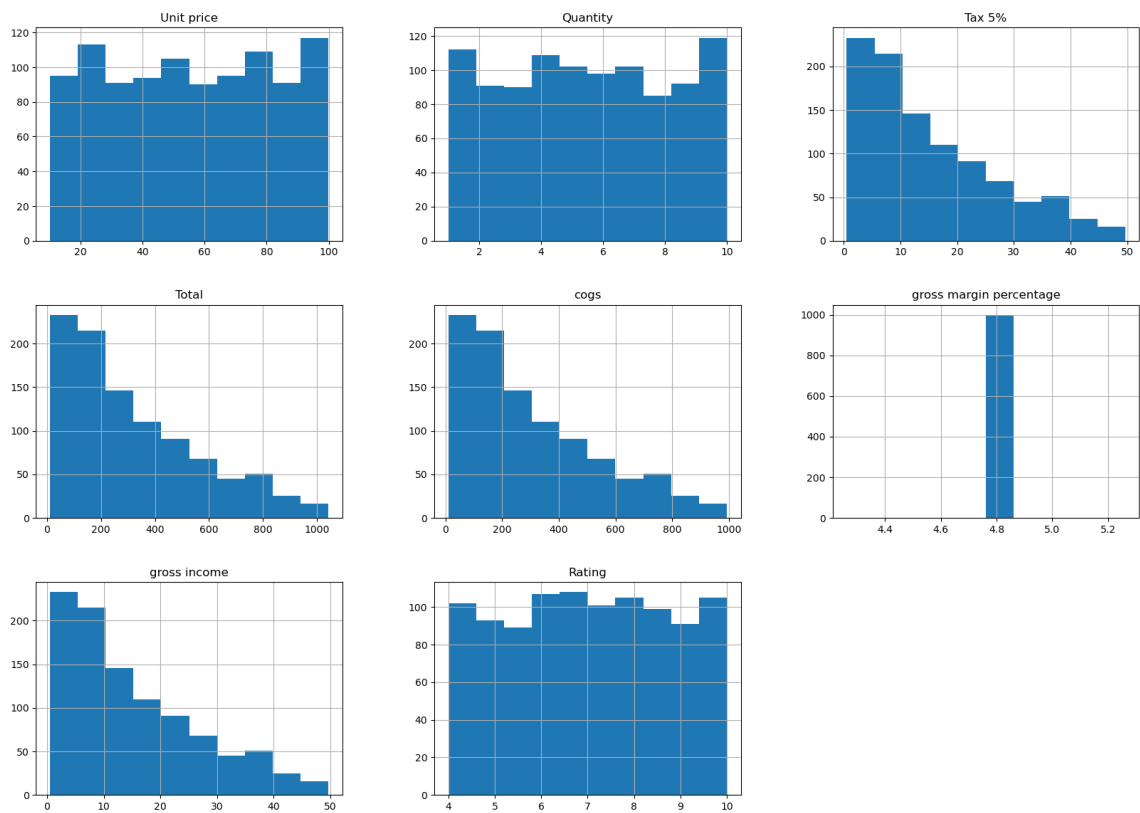 Unit price
120
100
80
60
40
20
0
20 40 60 80 100
Quantity
120
100
80
60
40
20
0
2 4 6 8 10
Tax 5%
200
150
100
50
0
0 10 20 30 40 50
Total
200
150
100
50
0
0 200 400 600 800 1000
cogs
200
150
100
50
0
0 200 400 600 800 1000
gross margin percentage
1000
800
600
400
200
0
4.4 4.6 4.8 5.0 5.2
gross income
200
150
100
50
0
0 10 20 30 40 50
Rating
100
80
60
40
20
0
4 5 6 7 8 9 10